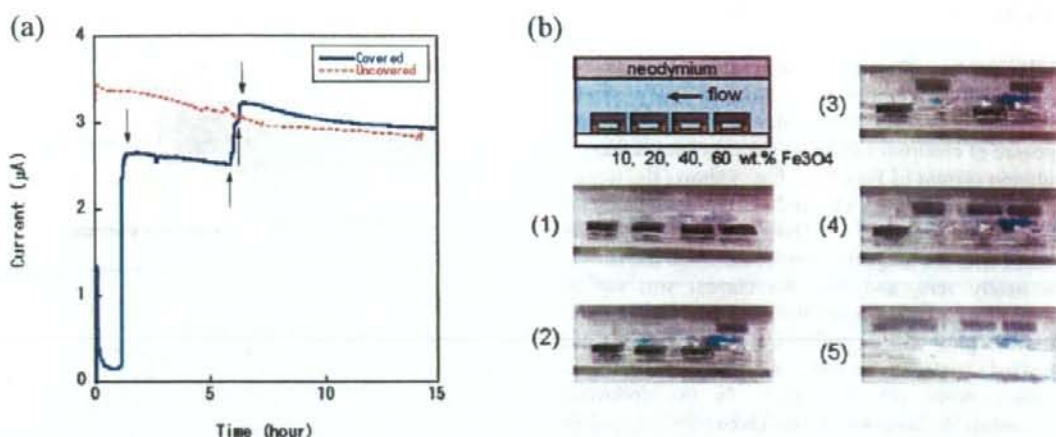 (a)
4
3
2
1
0
Current (μA)
Covered
Uncovered
0
5
10
15
Time (hour)
(b)
neodymium
flow
10, 20, 40, 60 wt.% Fe3O4
(1)
(2)
(3)
(4)
(5)